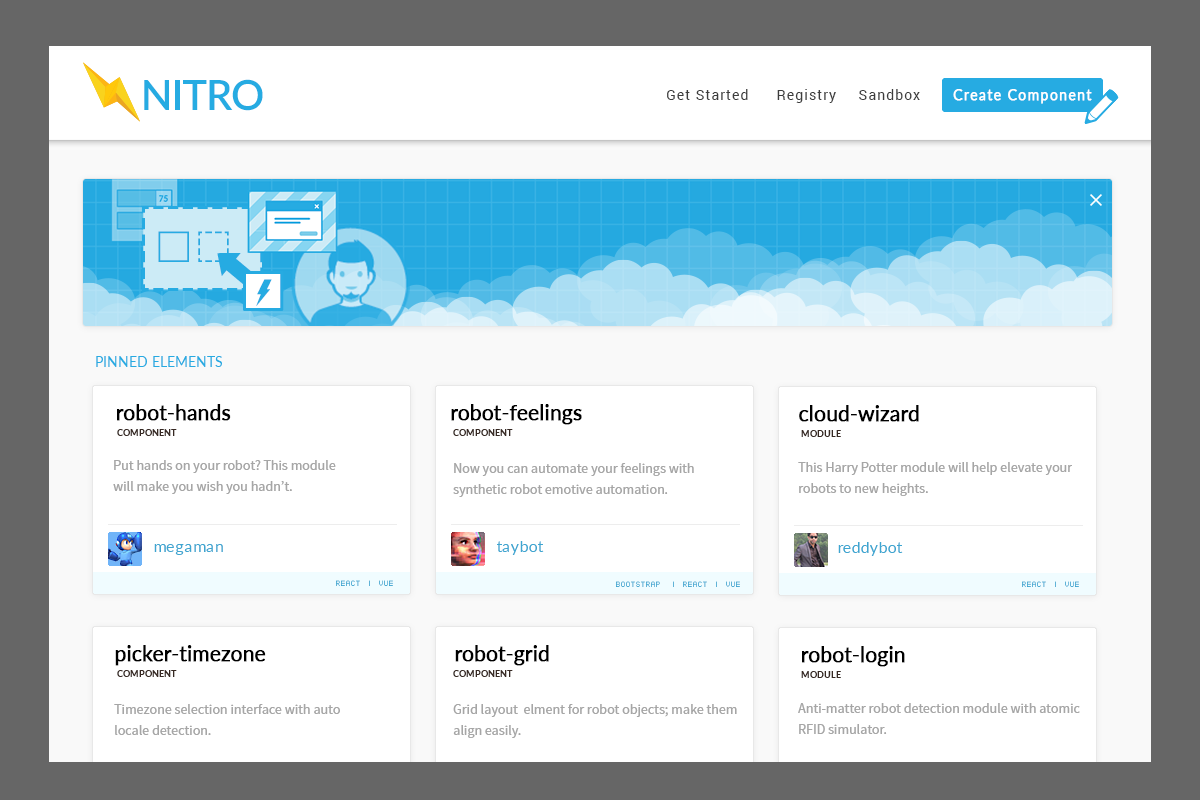 NITRO
Get Started
Registry
Sandbox
Create Component
75
PINNED ELEMENTS
robot-hands
COMPONENT
Put hands on your robot? This module
will make you wish you hadn't.
megaman
REACT | VUE
robot-feelings
COMPONENT
Now you can automate your feelings with
synthetic robot emotive automation.
taybot
BOOTSTRAP | REACT | VUE
cloud-wizard
MODULE
This Harry Potter module will help elevate your
robots to new heights.
reddybot
REACT | VUE
picker-timezone
COMPONENT
Timezone selection interface with auto
locale detection.
robot-grid
COMPONENT
Grid layout elment for robot objects; make them
align easily.
robot-login
MODULE
Anti-matter robot detection module with atomic
RFID simulator.